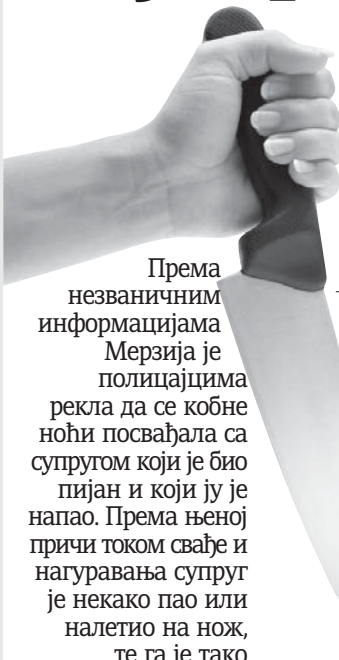 Према
незваничним
информацијама
Мерзија је
полицајцима
рекла да се кобне
ноћи посвађала са
супругом који је био
пијан и који ју је
напао. Према њеној
причи током свађе и
нагуравања супруг
је некако пао или
налетио на нож,
те га је тако